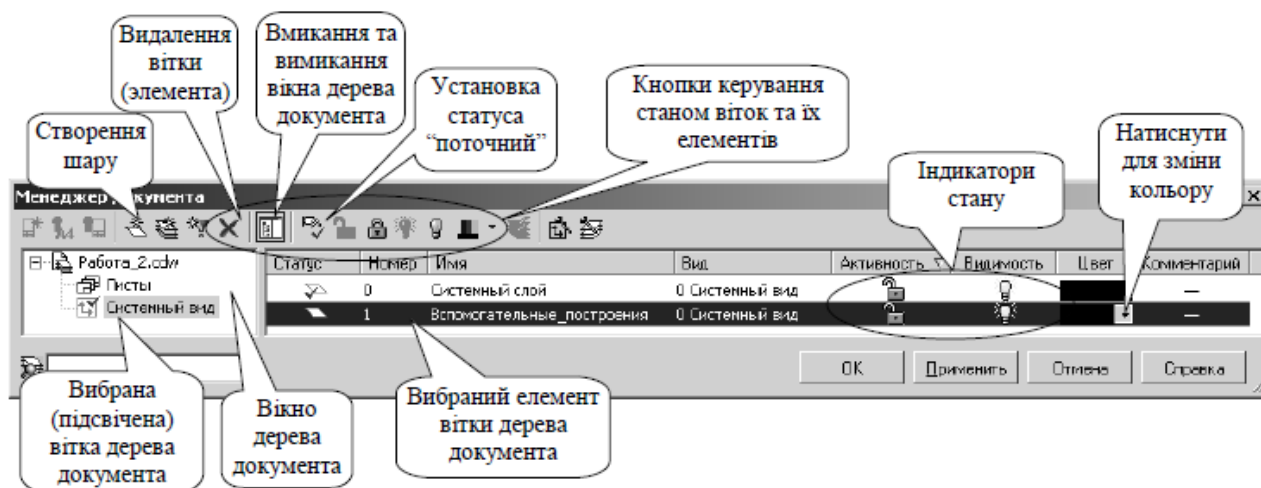 Видалення
вітки
(элемента)
Вмикання та
вимикання
вікна дерева
документа
Установка
статуса
“поточний”
Кнопки керування
станом віток та їх
елементів
Створення
шару
Індикатори
стану
Натиснути
для зміни
кольору
Менеджер документа
Работа_2.cdw
Листы
Системный вид
Статус Номер Имя Вид Активность Видимость Цвет Комментарий
0 Системный слой 0 Системный вид —
1 Вспомогательные_построения 0 Системный вид —
OK Применить Отмена Справка
Вибрана
(підсвічена)
вітка дерева
документа
Вікно
дерева
документа
Вибраний елемент
вітки дерева
документа